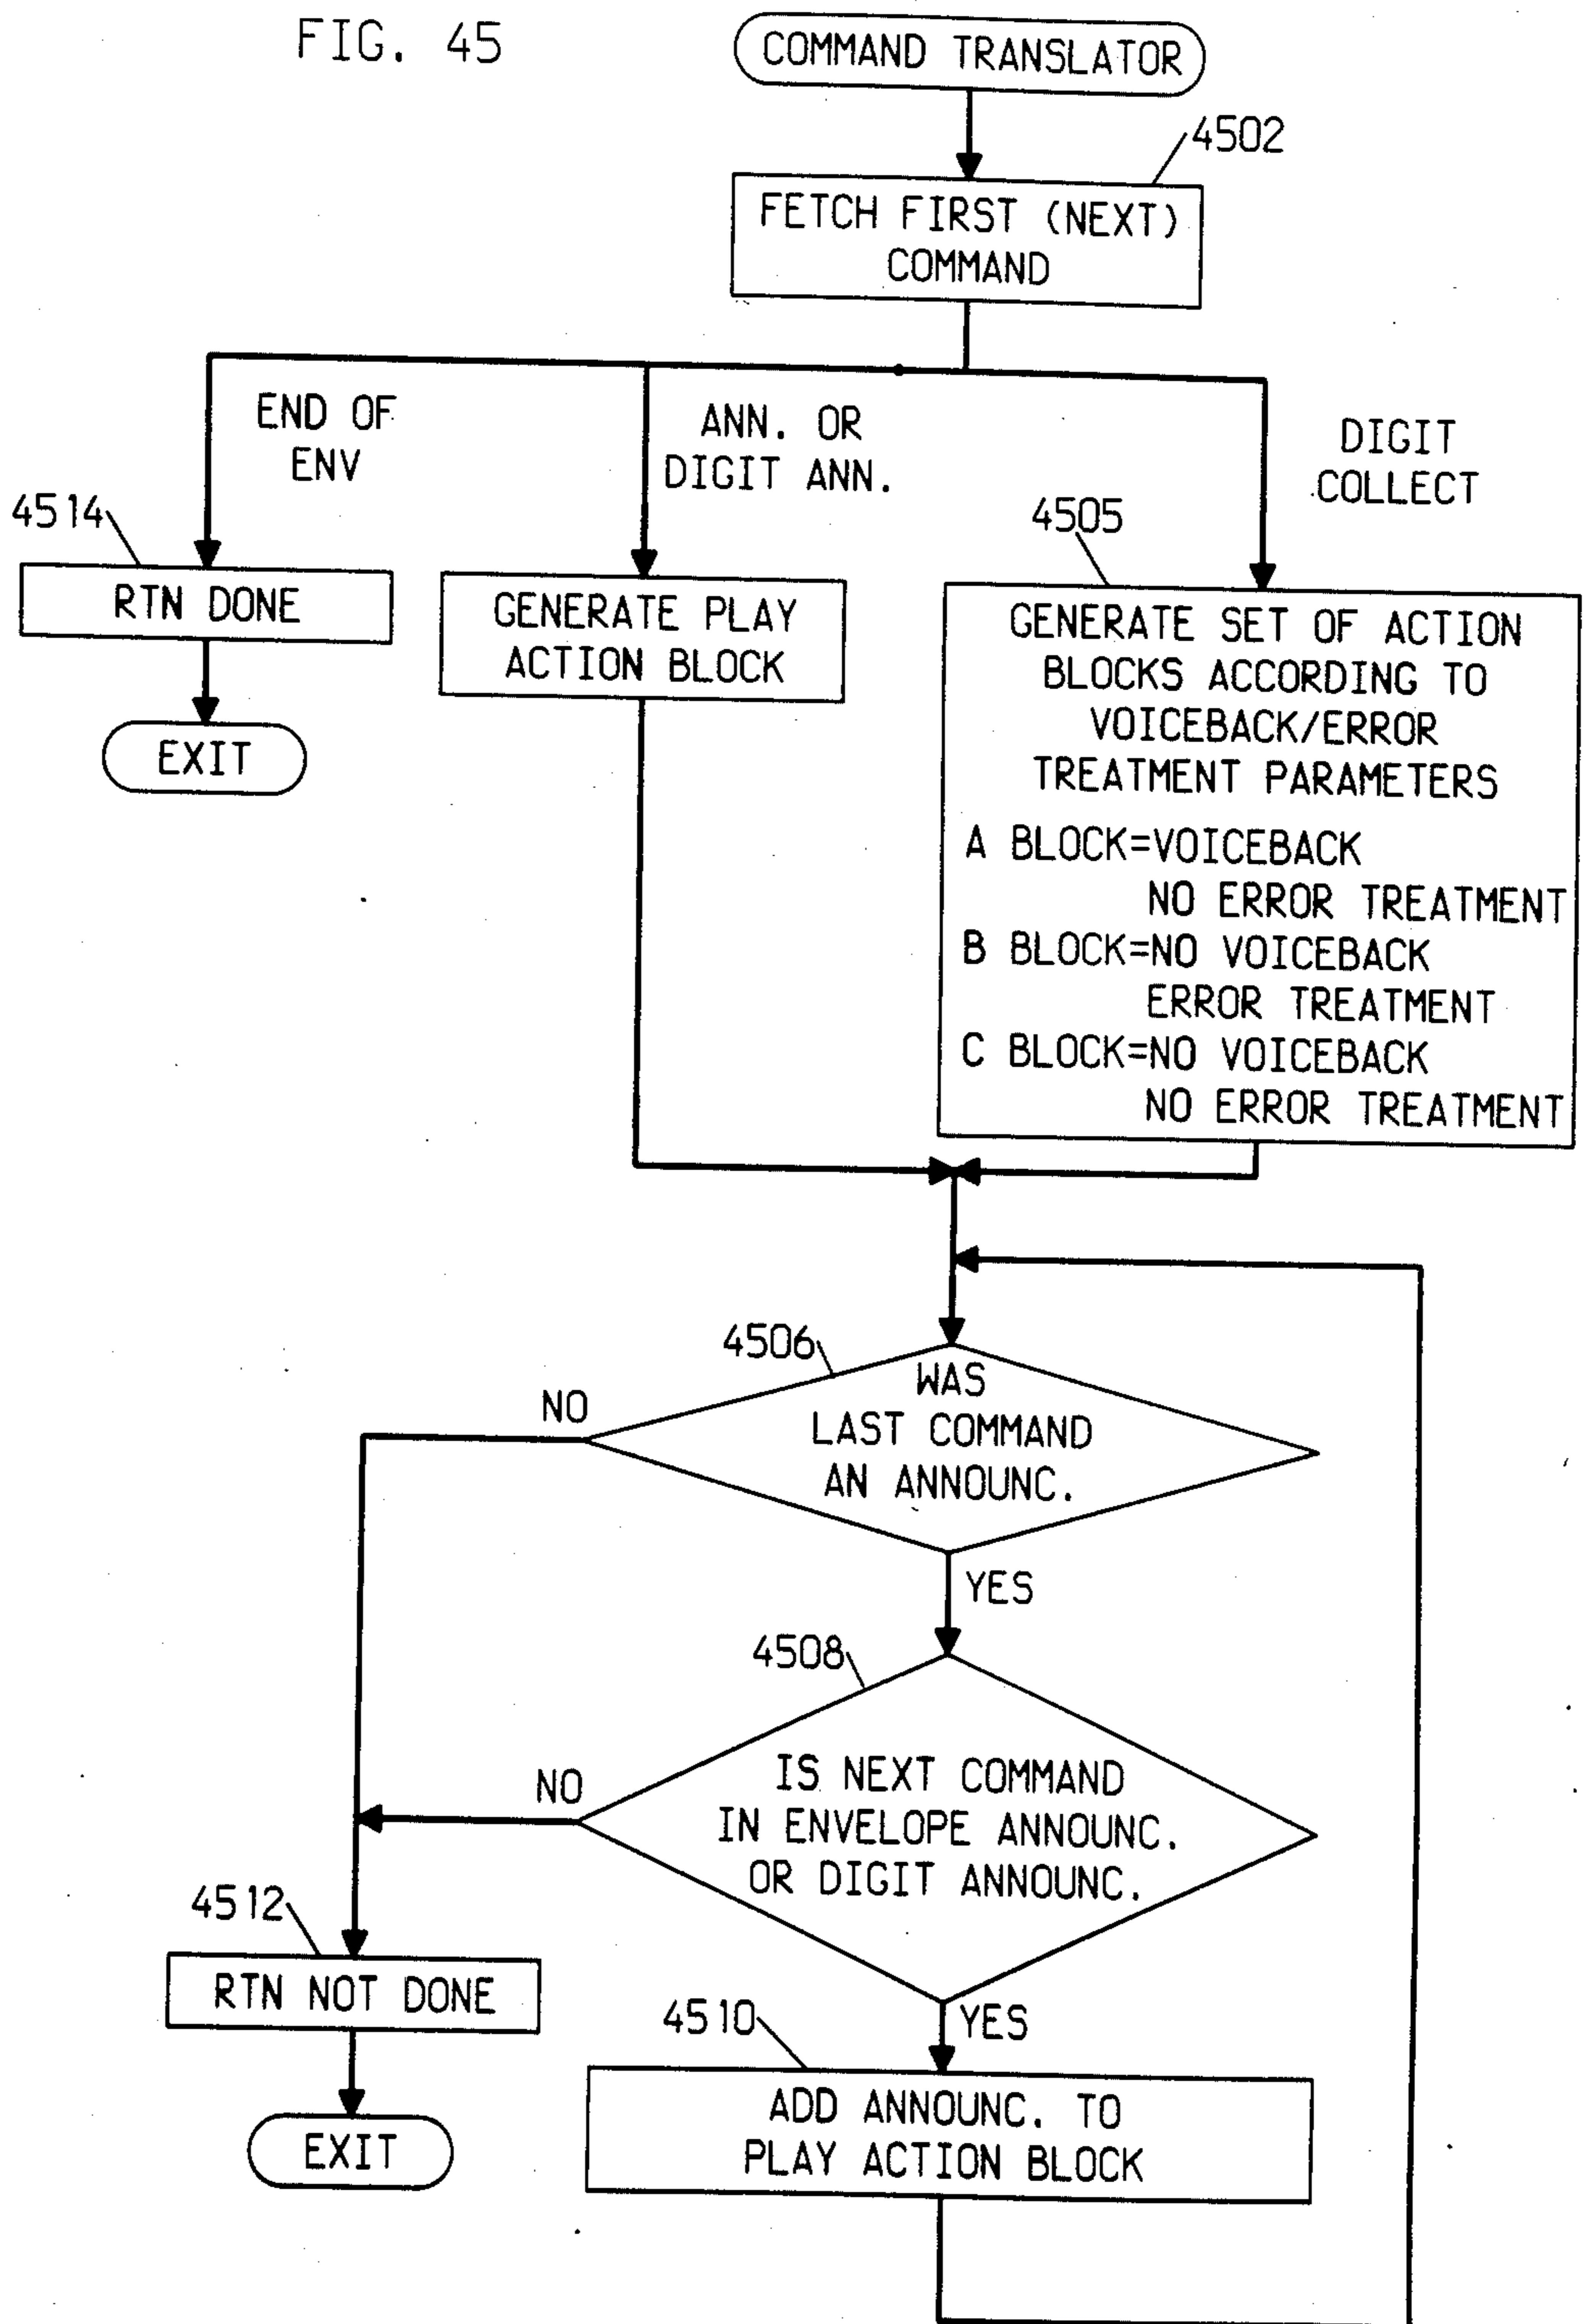 FIG. 45
COMMAND TRANSLATOR
4502
FETCH FIRST (NEXT)
COMMAND
END OF
ENV
ANN. OR
DIGIT ANN.
DIGIT
COLLECT
4514
RTN DONE
EXIT
GENERATE PLAY
ACTION BLOCK
4505
GENERATE SET OF ACTION
BLOCKS ACCORDING TO
VOICEBACK/ERROR
TREATMENT PARAMETERS
A BLOCK=VOICEBACK
NO ERROR TREATMENT
B BLOCK=NO VOICEBACK
ERROR TREATMENT
C BLOCK=NO VOICEBACK
NO ERROR TREATMENT
4506
NO
WAS
LAST COMMAND
AN ANNOUNC.
YES
4508
NO
IS NEXT COMMAND
IN ENVELOPE ANNOUNC.
OR DIGIT ANNOUNC.
YES
4512
RTN NOT DONE
EXIT
4510
ADD ANNOUNC. TO
PLAY ACTION BLOCK